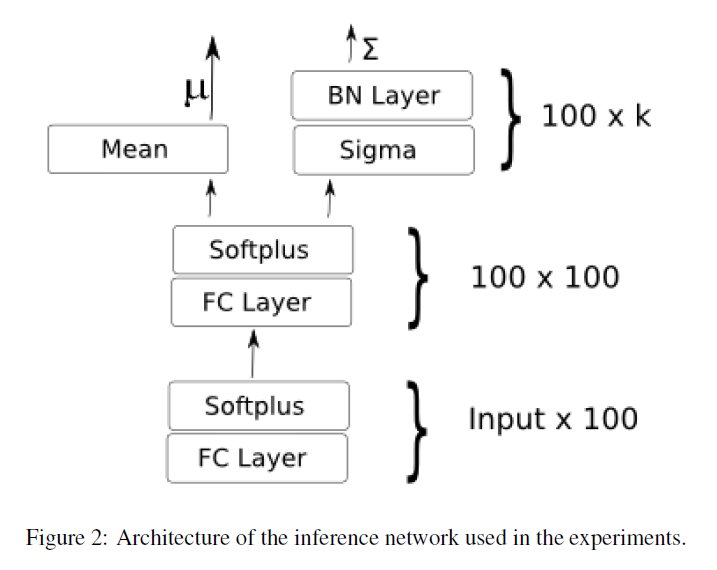 μ
Σ
BN Layer
Mean
Sigma
100 x k
Softplus
FC Layer
100 x 100
Softplus
FC Layer
Input x 100
Figure 2: Architecture of the inference network used in the experiments.